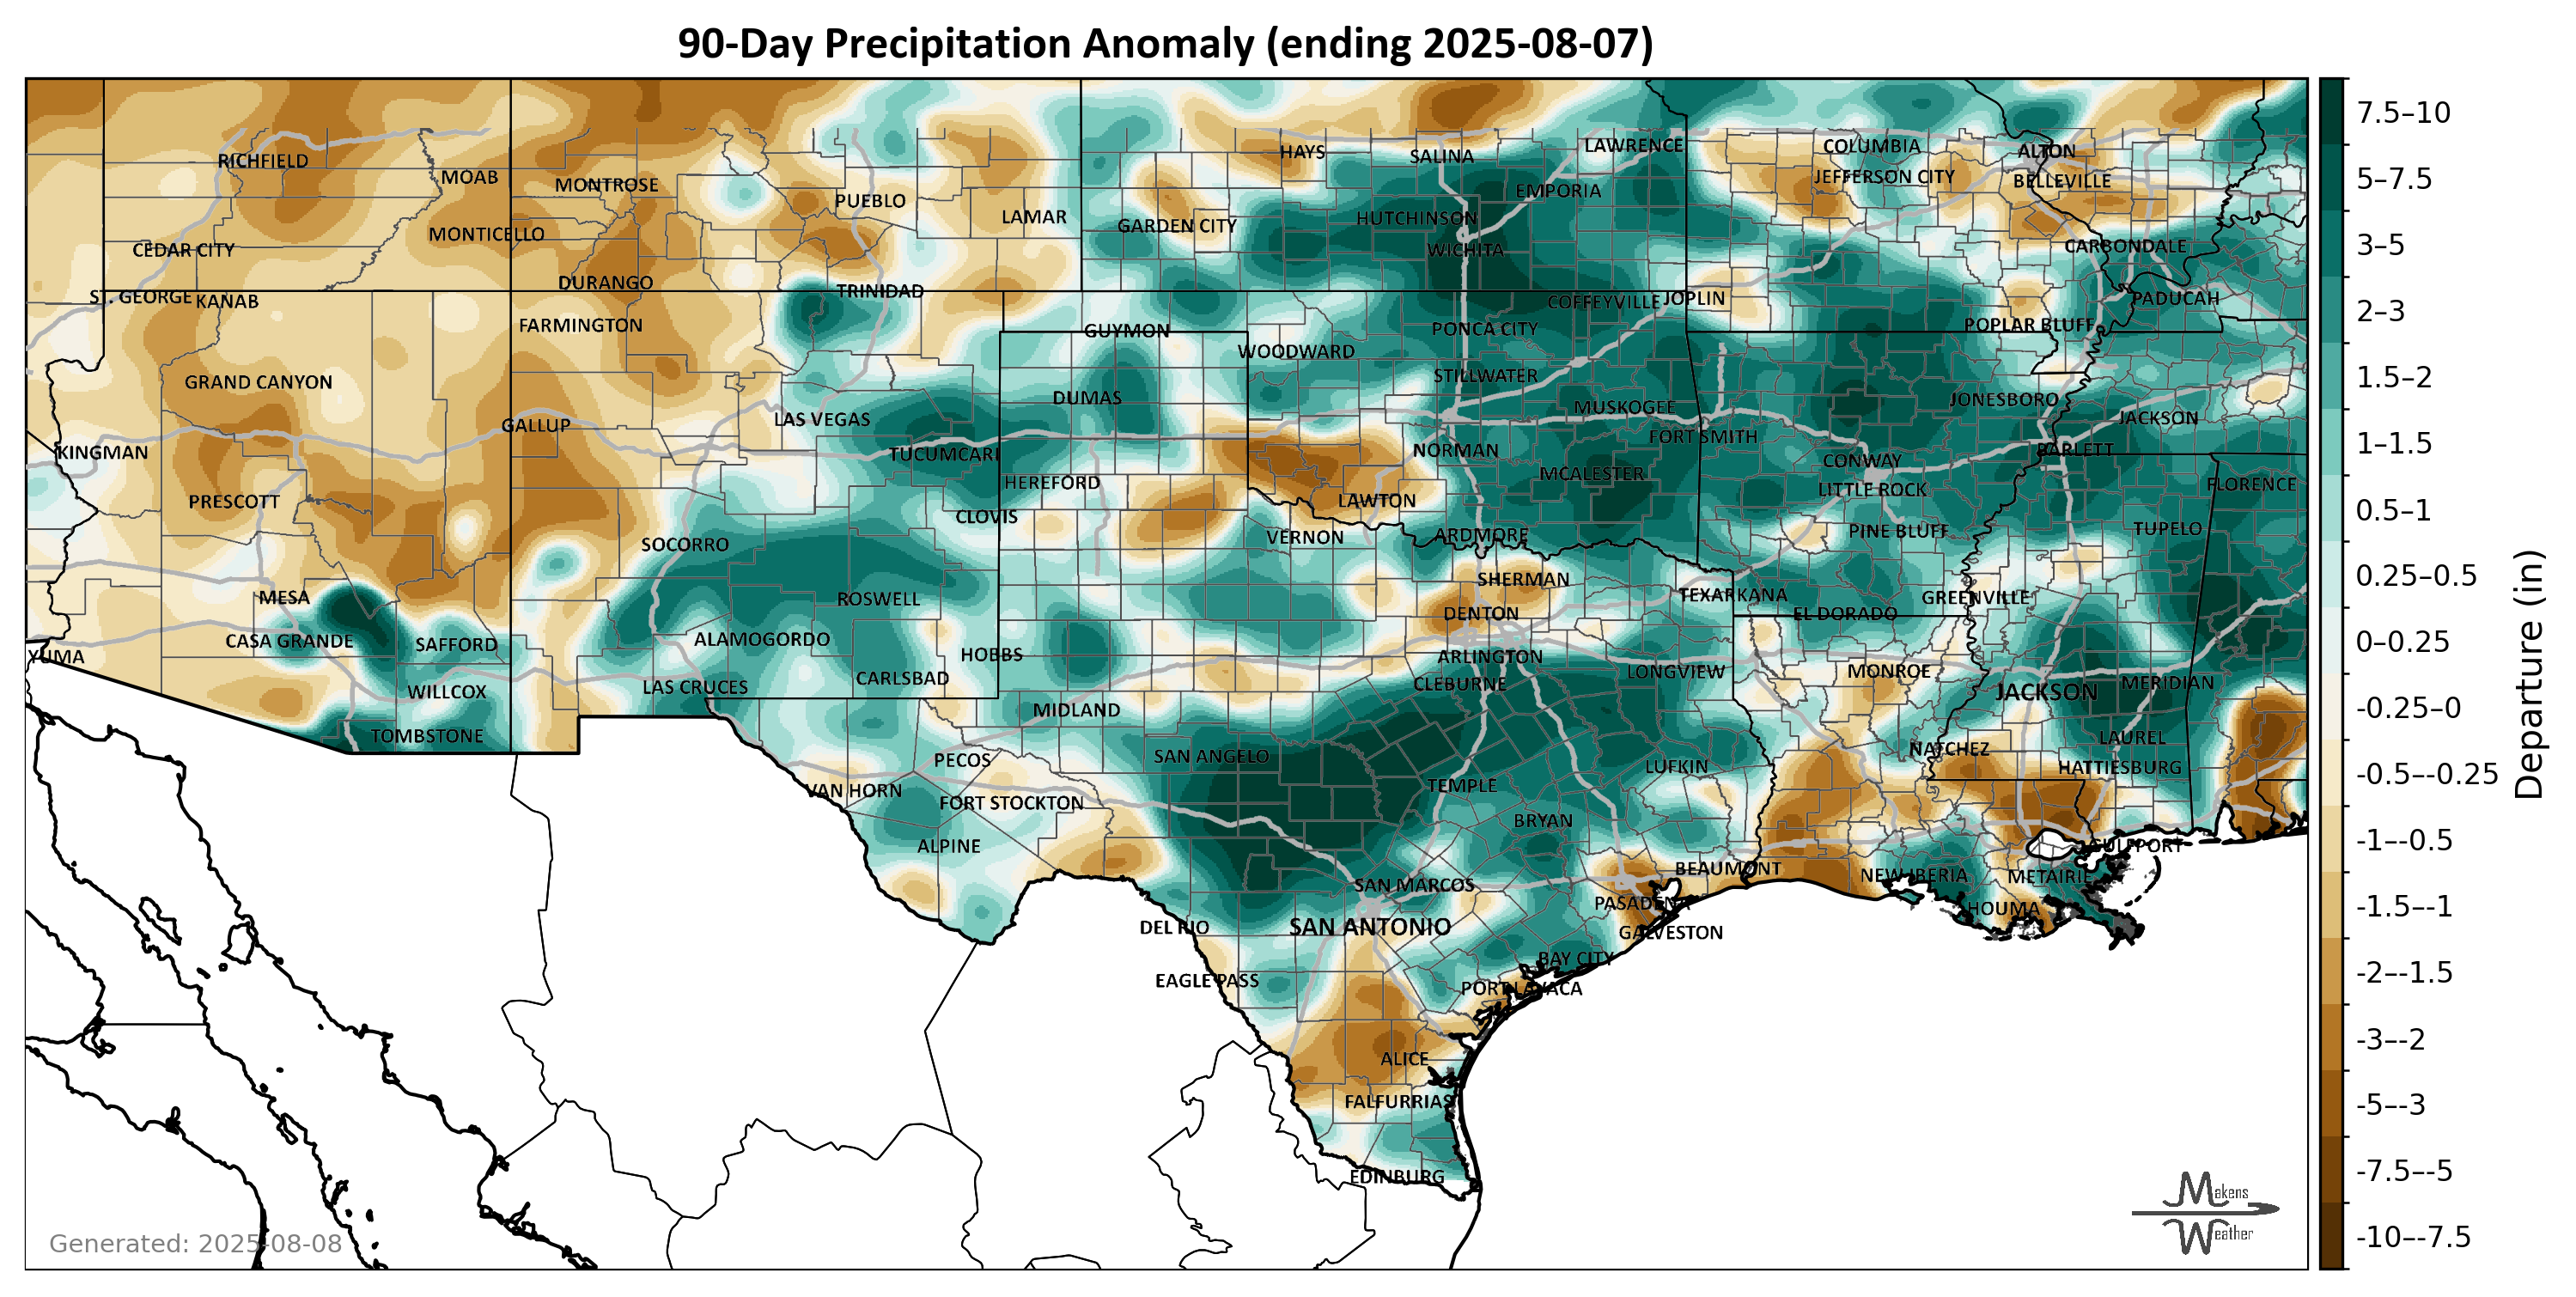 90-Day Precipitation Anomaly (ending 2025-08-07)
RICHFIELD
MOAB
MONTROSE
PUEBLO
LAMAR
HAYS
SALINA
LAWRENCE
COLUMBIA
ALTON
JEFFERSON CITY
BELLEVILLE
EMPORIA
HUTCHINSON
GARDEN CITY
WICHITA
MONTICELLO
CEDAR CITY
CARBONDALE
DURANGO
TRINIDAD
ST. GEORGE
KANAB
COFFEYVILLE
JOPLIN
PADUCAH
FARMINGTON
GUYMON
PONCA CITY
POPLAR BLUFF
WOODWARD
GRAND CANYON
STILLWATER
DUMAS
MUSKOGEE
JONESBORO
JACKSON
GALLUP
LAS VEGAS
FORT SMITH
KINGMAN
TUCUMCARI
NORMAN
BARLETT
CONWAY
MCALESTER
HEREFORD
LITTLE ROCK
FLORENCE
PRESCOTT
LAWTON
CLOVIS
VERNON
ARDMORE
PINE BLUFF
TUPELO
SOCORRO
SHERMAN
MESA
ROSWELL
DENTON
TEXARKANA
EL DORADO
GREENVILLE
CASA GRANDE
SAFFORD
ALAMOGORDO
YUMA
HOBBS
ARLINGTON
LONGVIEW
MONROE
CARLSBAD
CLEBURNE
WILLCOX
LAS CRUCES
JACKSON
MERIDIAN
MIDLAND
TOMBSTONE
SAN ANGELO
NATCHEZ
LAUREL
PECOS
LUFKIN
HATTIESBURG
VAN HORN
FORT STOCKTON
TEMPLE
BRYAN
ALPINE
GULFPORT
BEAUMONT
NEW IBERIA
METAIRIE
SAN MARCOS
PASADENA
HOUMA
DEL RIO
SAN ANTONIO
GALVESTON
BAY CITY
EAGLE PASS
PORT LAVACA
ALICE
FALFURRIAS
EDINBURG
Generated: 2025-08-08
Makens
Weather
7.5–10
5–7.5
3–5
2–3
1.5–2
1–1.5
0.5–1
0.25–0.5
0–0.25
-0.25–0
-0.5–-0.25
-1–-0.5
-1.5–-1
-2–-1.5
-3–-2
-5–-3
-7.5–-5
-10–-7.5
Departure (in)